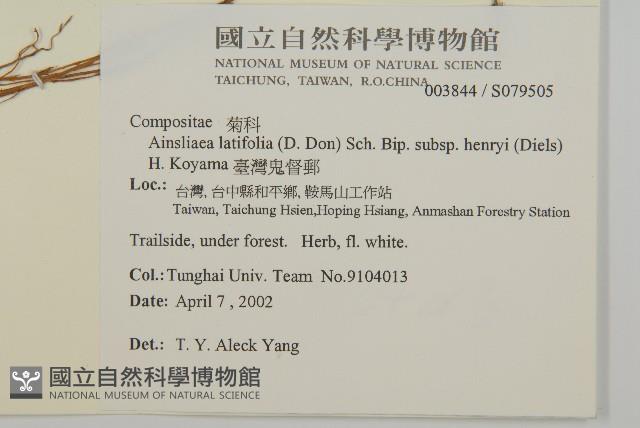 國立自然科學博物館
NATIONAL MUSEUM OF NATURAL SCIENCE
TAICHUNG, TAIWAN, R.O.CHINA
003844 / S079505
Compositae 菊科
Ainsliaea latifolia (D. Don) Sch. Bip. subsp. henryi (Diels)
H. Koyama 臺灣鬼督郵
Loc.: 台灣, 台中縣和平鄉, 鞍馬山工作站
Taiwan, Taichung Hsien,Hoping Hsiang, Anmashan Forestry Station
Trailside, under forest. Herb, fl. white.
Col.: Tunghai Univ. Team No.9104013
Date: April 7 , 2002
Det.: T. Y. Aleck Yang
國立自然科學博物館
NATIONAL MUSEUM OF NATURAL SCIENCE